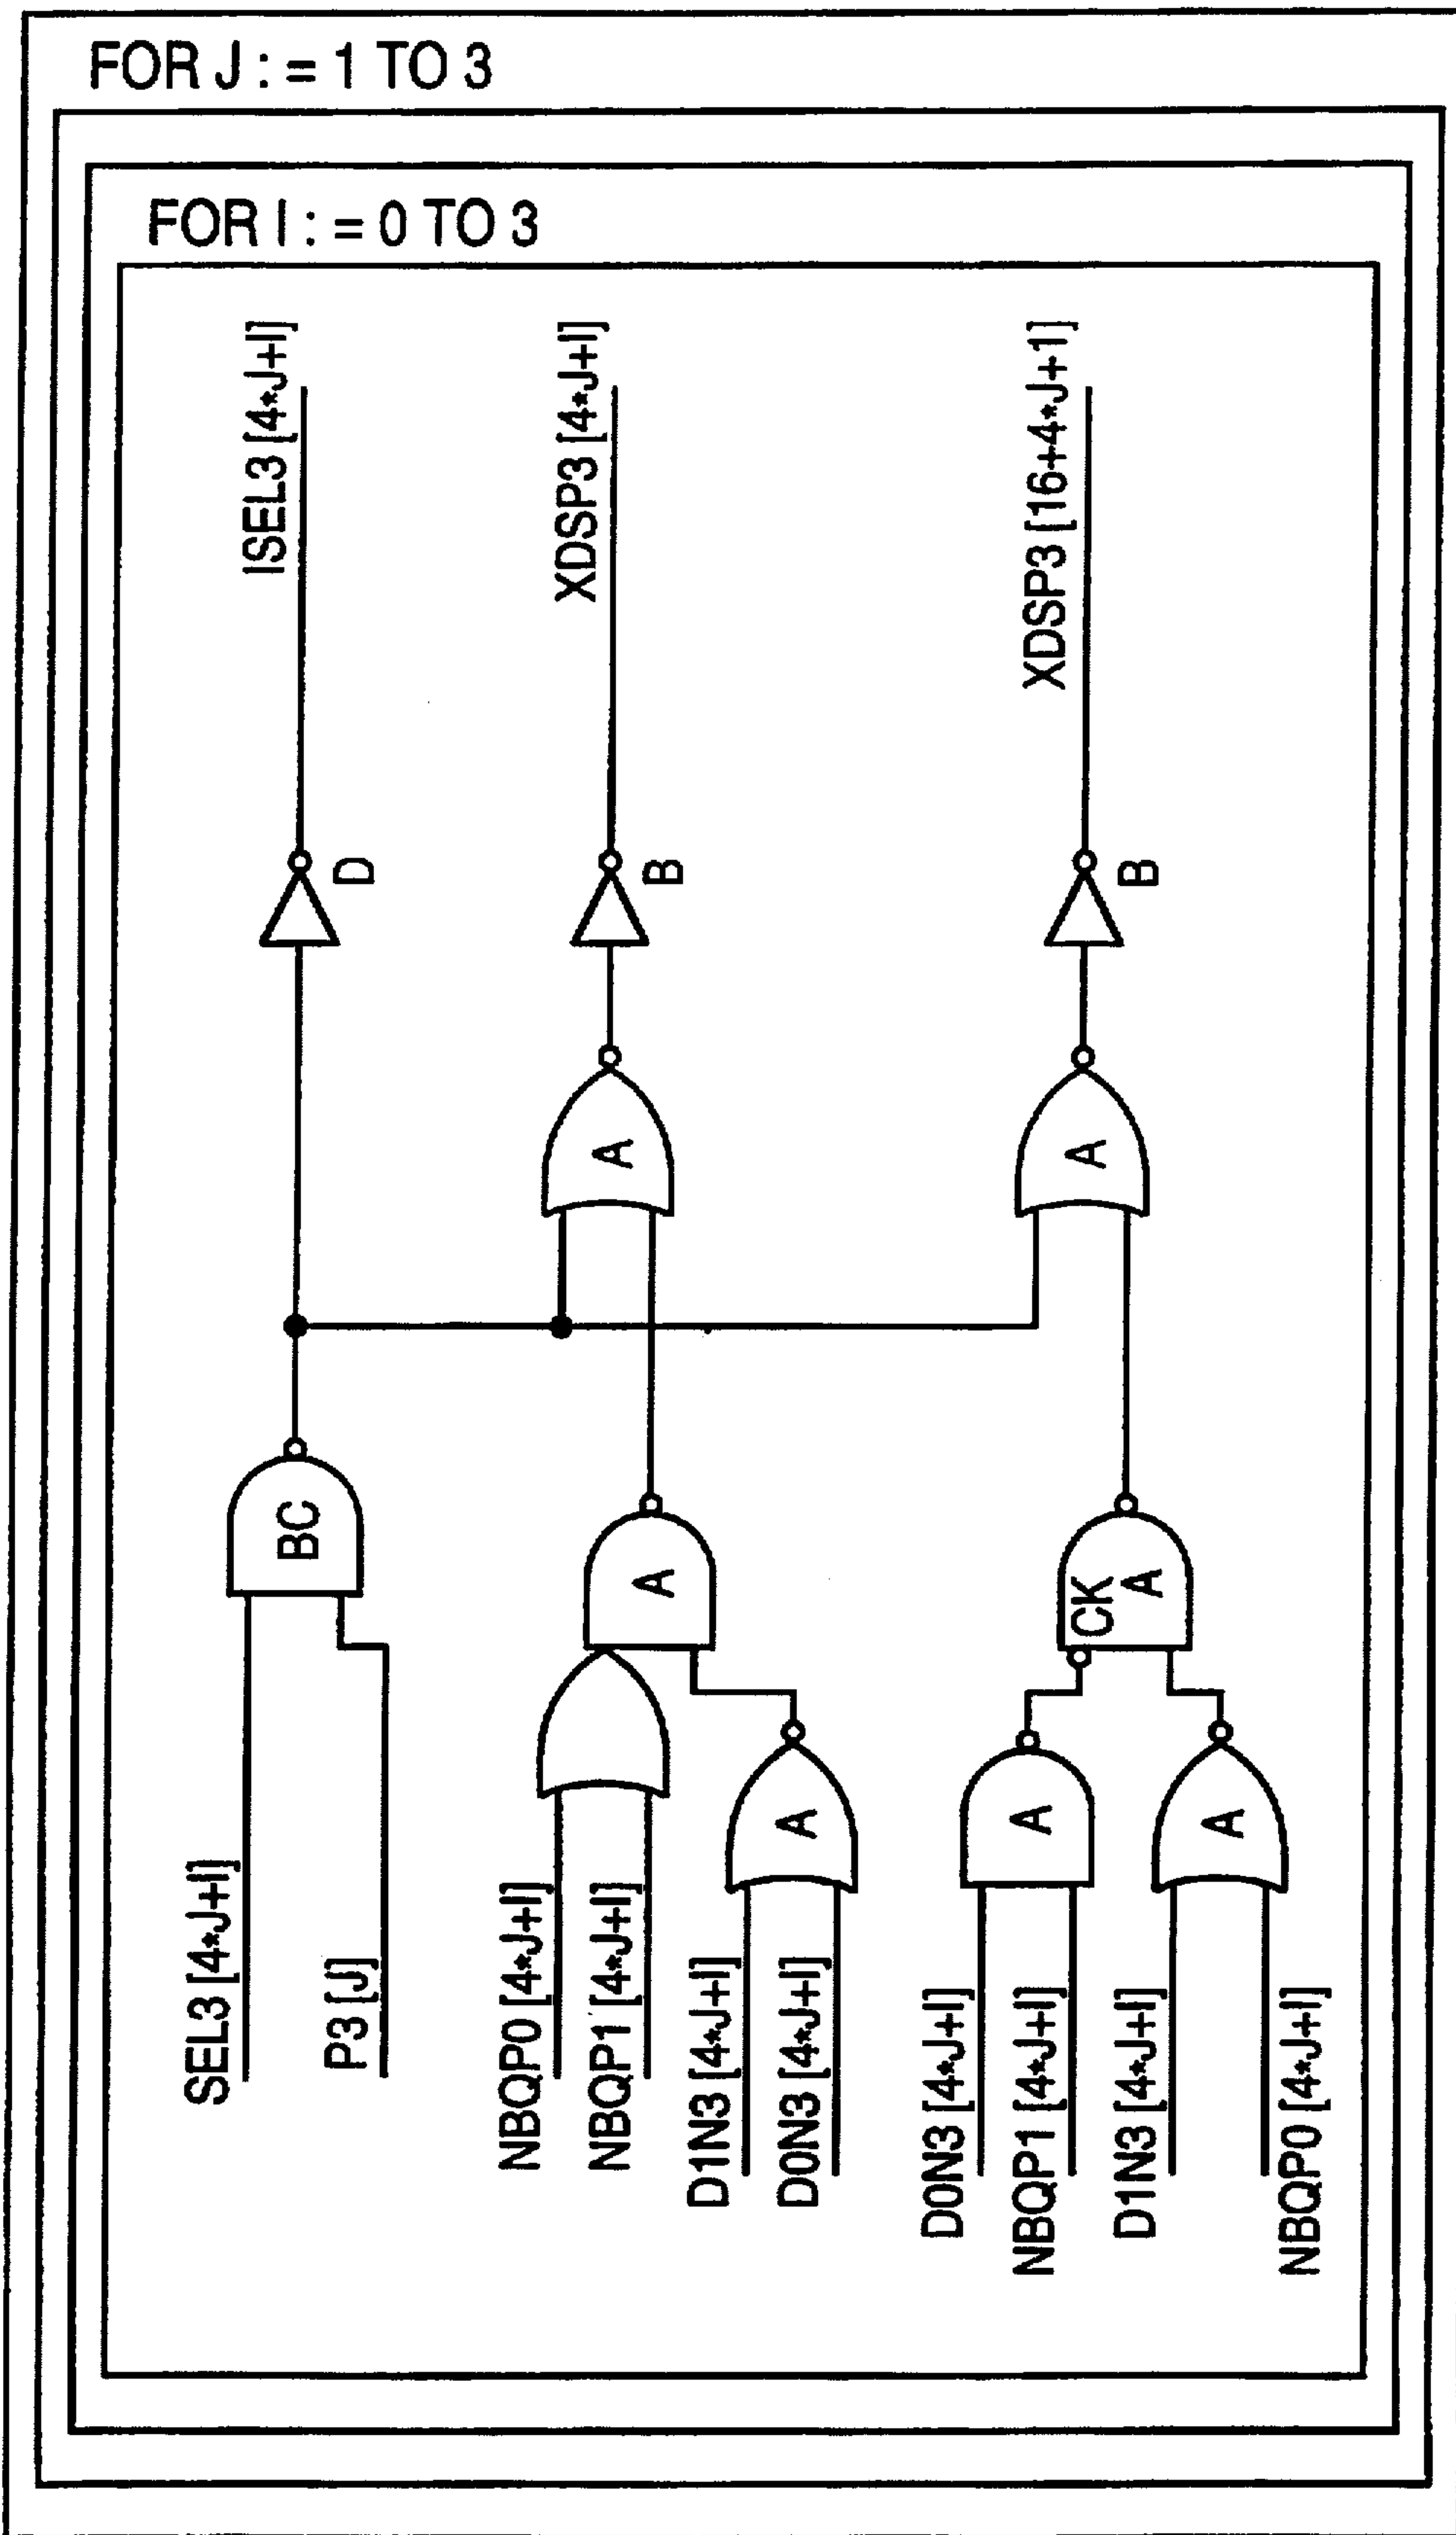 FOR J : = 1 TO 3
FOR I : = 0 TO 3
SEL3 [4*J+I]
P3 [J]
BC
D
ISEL3 [4*J+I]
NBQP0 [4*J+I]
NBQP1 [4*J+I]
D1N3 [4*J+I]
D0N3 [4*J+I]
A
A
A
B
XDSP3 [4*J+I]
D0N3 [4*J+I]
NBQP1 [4*J+I]
D1N3 [4*J+I]
NBQP0 [4*J+I]
A
A
CK
A
A
B
XDSP3 [16+4*J+1]